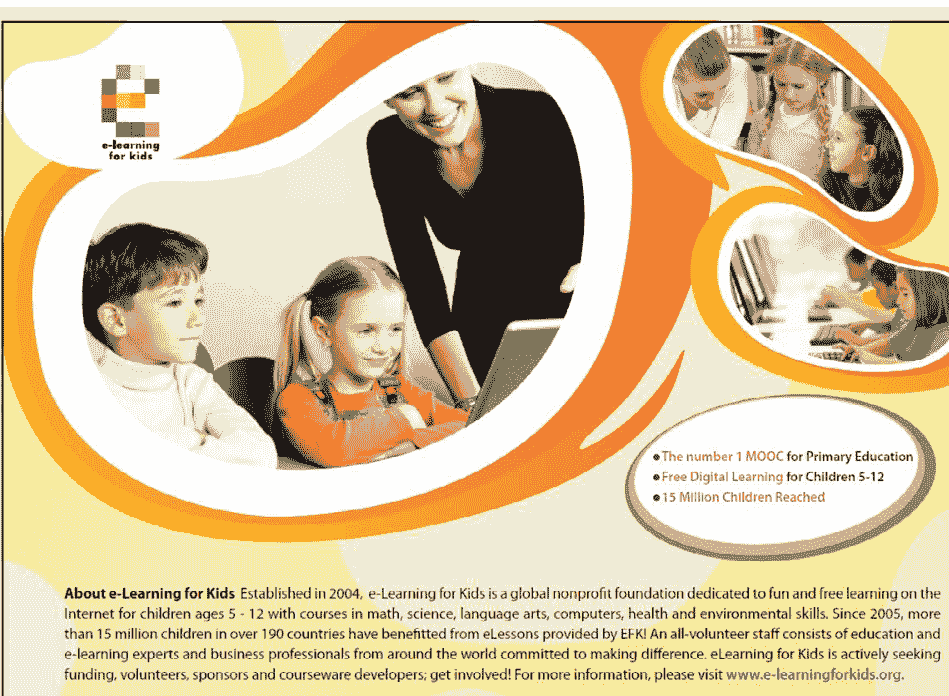 e-learning
for kids
The number 1 MOOC for Primary Education
Free Digital Learning for Children 5-12
15 Million Children Reached
About e-Learning for Kids Established in 2004, e-Learning for Kids is a global nonprofit foundation dedicated to fun and free learning on the
Internet for children ages 5 - 12 with courses in math, science, language arts, computers, health and environmental skills. Since 2005, more
than 15 million children in over 190 countries have benefitted from eLessons provided by EFK! An all-volunteer staff consists of education and
e-learning experts and business professionals from around the world committed to making difference. eLearning for Kids is actively seeking
funding, volunteers, sponsors and courseware developers; get involved! For more information, please visit www.e-learningforkids.org.